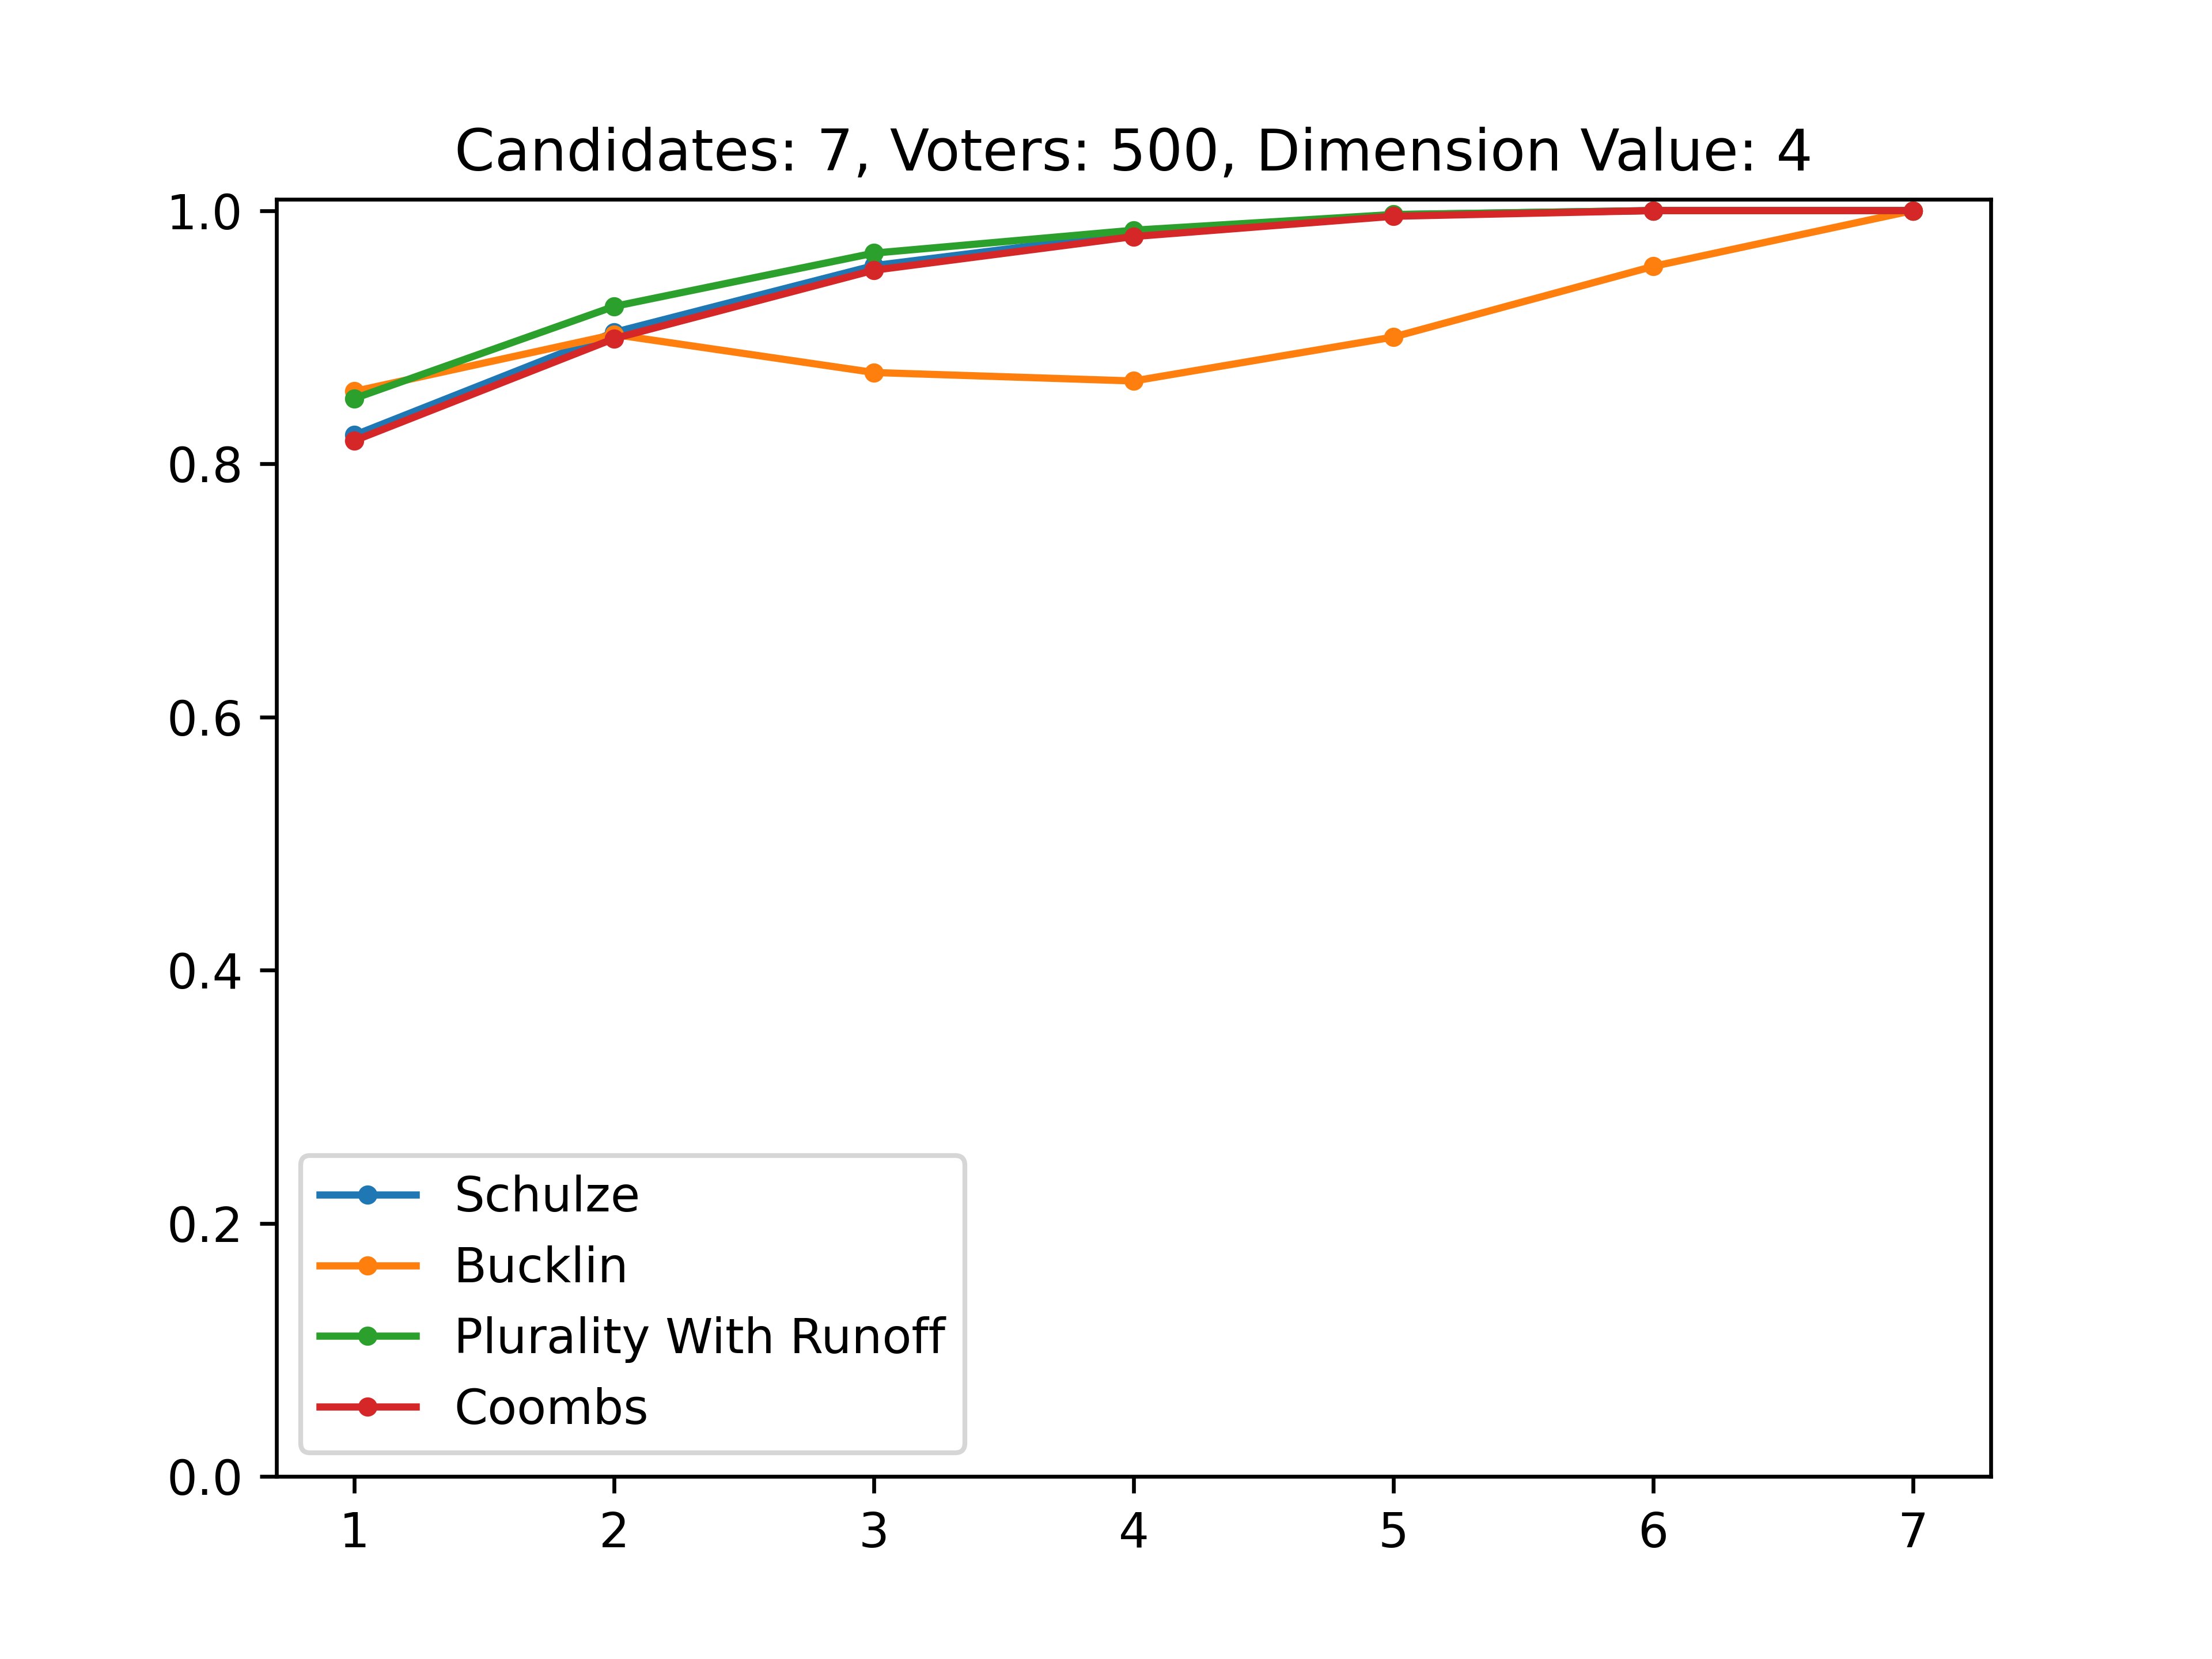 Candidates: 7, Voters: 500, Dimension Value: 4
1.0
0.8
0.6
0.4
0.2
0.0
Schulze
Bucklin
Plurality With Runoff
Coombs
1 2 3 4 5 6 7